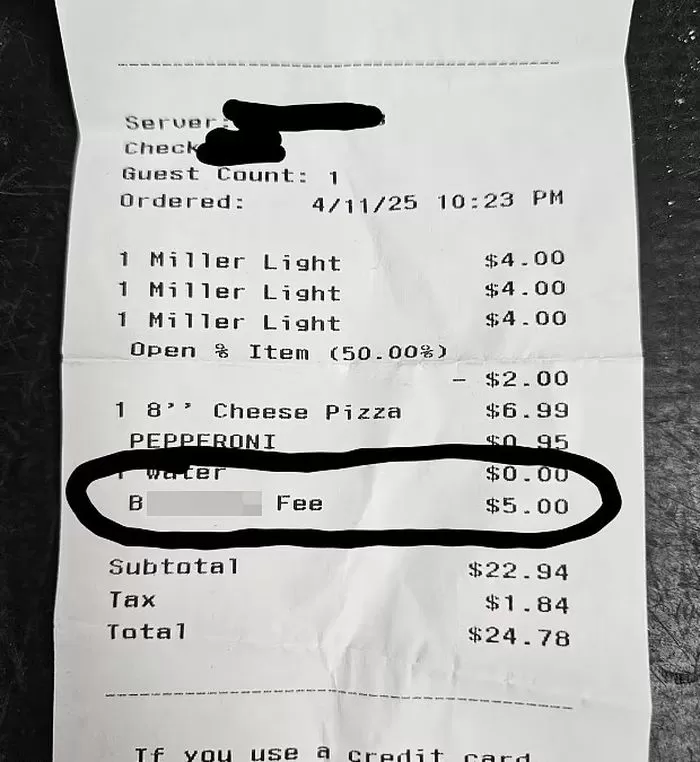 Server:
Check
Guest Count: 1
Ordered: 4/11/25 10:23 PM
1 Miller Light $4.00
1 Miller Light $4.00
1 Miller Light $4.00
Open % Item (50.00%)
- $2.00
1 8’’ Cheese Pizza $6.99
PEPPERONI $0.95
1 water $0.00
B Fee $5.00
Subtotal $22.94
Tax $1.84
Total $24.78
If you use a credit card